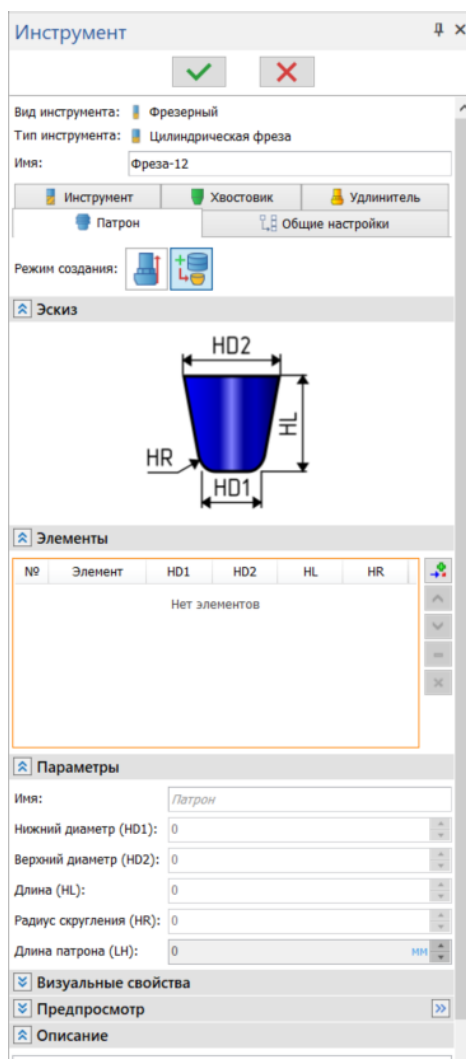 Инструмент
Вид инструмента: Фрезерный
Тип инструмента: Цилиндрическая фреза
Имя: Фреза-12
Инструмент Хвостовик Удлинитель
Патрон Общие настройки
Режим создания:
Эскиз
HD2
HL
HR
HD1
Элементы
№ Элемент HD1 HD2 HL HR
Нет элементов
Параметры
Имя: Патрон
Нижний диаметр (HD1): 0
Верхний диаметр (HD2): 0
Длина (HL): 0
Радиус скругления (HR): 0
Длина патрона (LH): 0 мм
Визуальные свойства
Предпросмотр
Описание